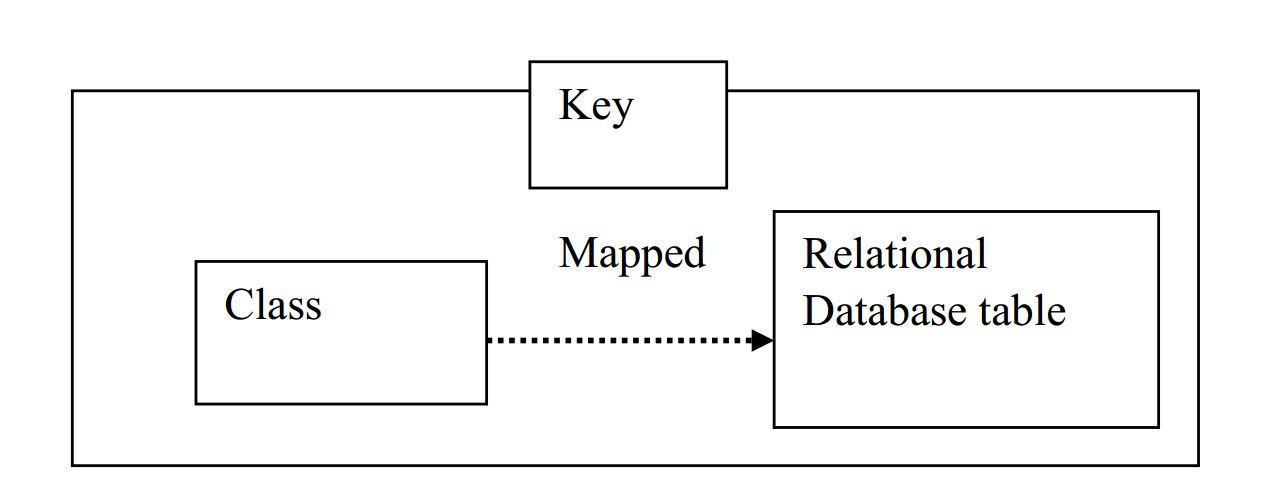 Key
Mapped
Class
Relational
Database table